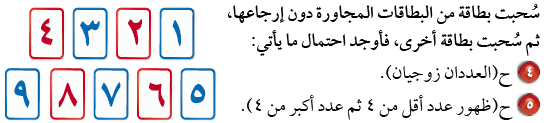 سُحبت بطاقة من البطاقات المجاورة دون إرجاعها،
ثم سُحبت بطاقة أخرى، فأوجد احتمال ما يأتي:
٤ ح(العددان زوجيان).
٥ ح(ظهور عدد أقل من ٤ ثم عدد أكبر من ٤).
١ ٢ ٣ ٤
٥ ٦ ٧ ٨ ٩